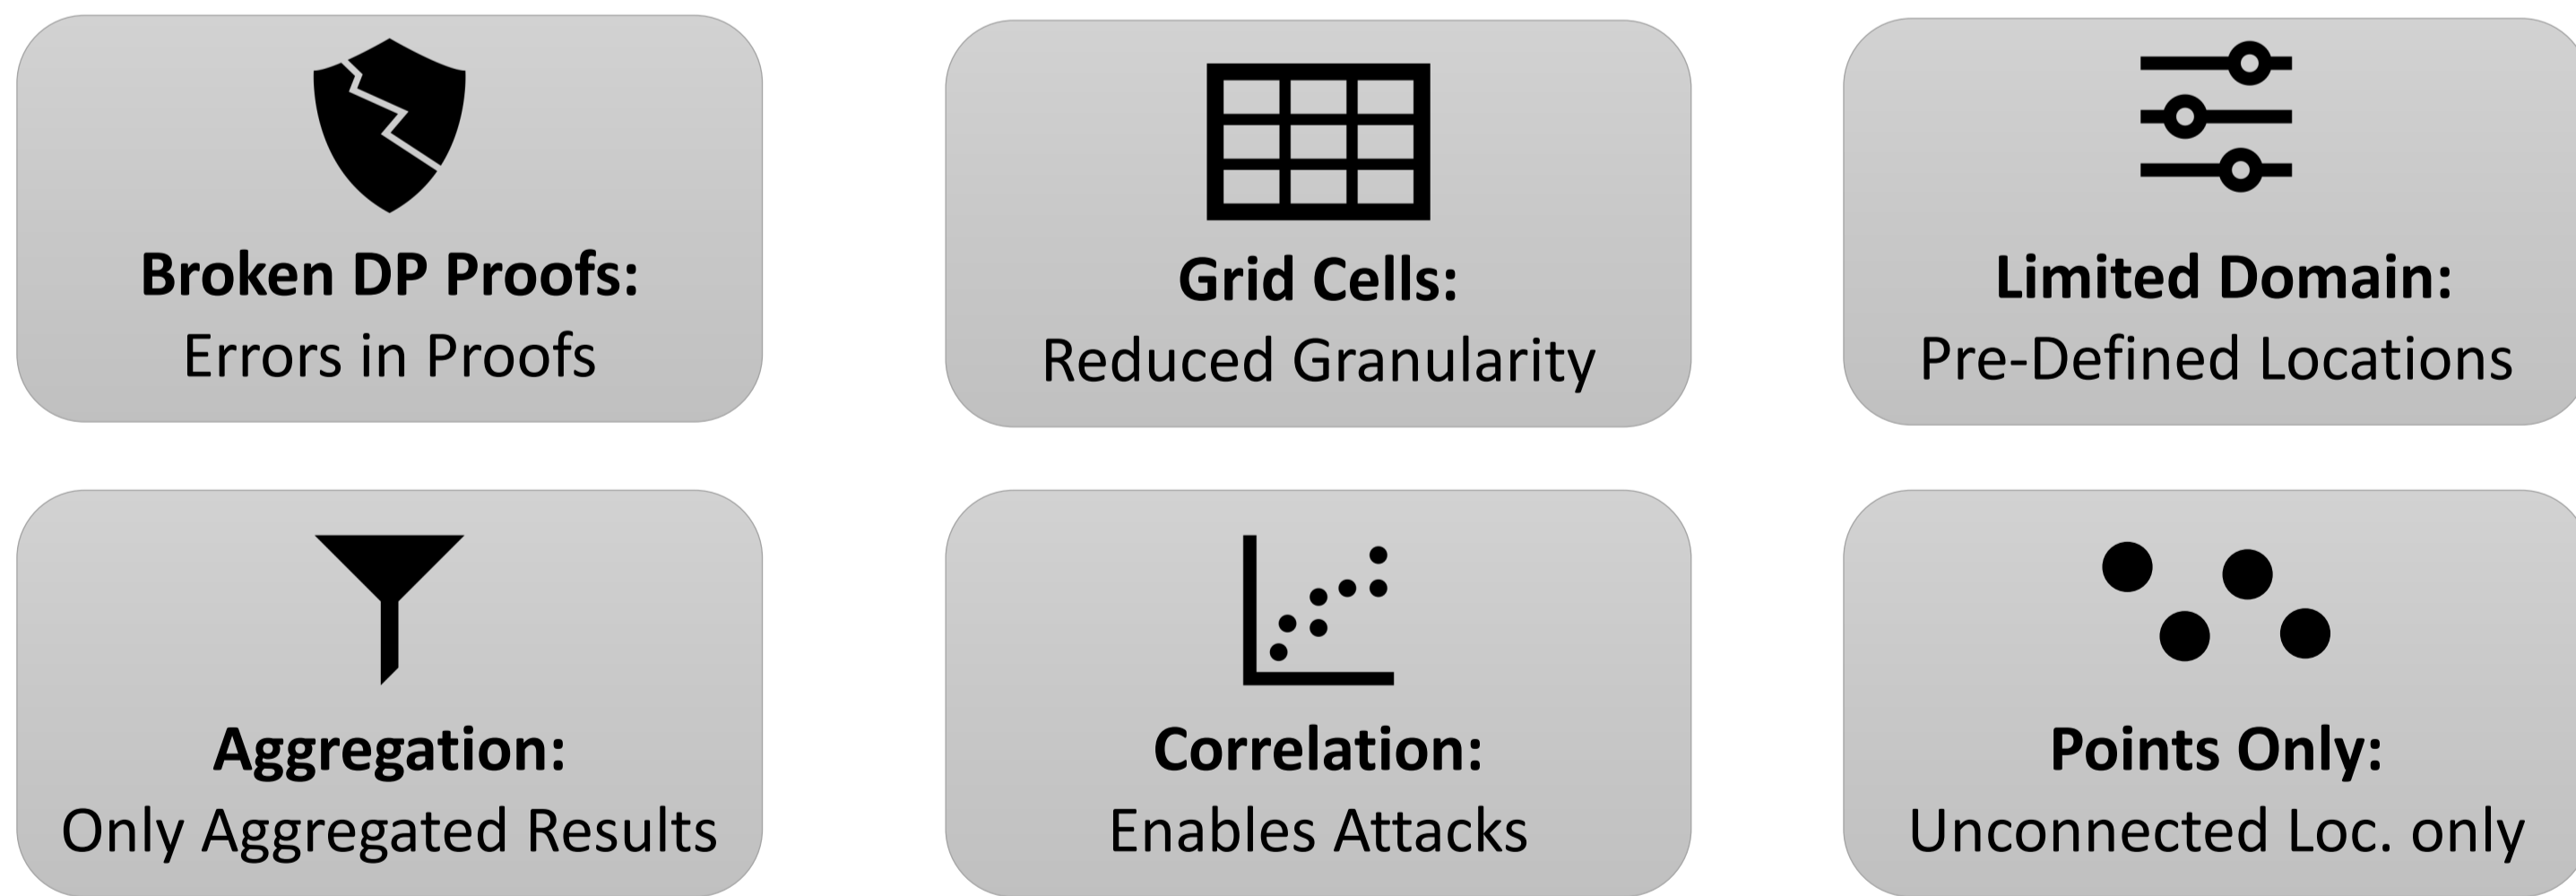 Broken DP Proofs:
Errors in Proofs
Grid Cells:
Reduced Granularity
Limited Domain:
Pre-Defined Locations
Aggregation:
Only Aggregated Results
Correlation:
Enables Attacks
Points Only:
Unconnected Loc. only